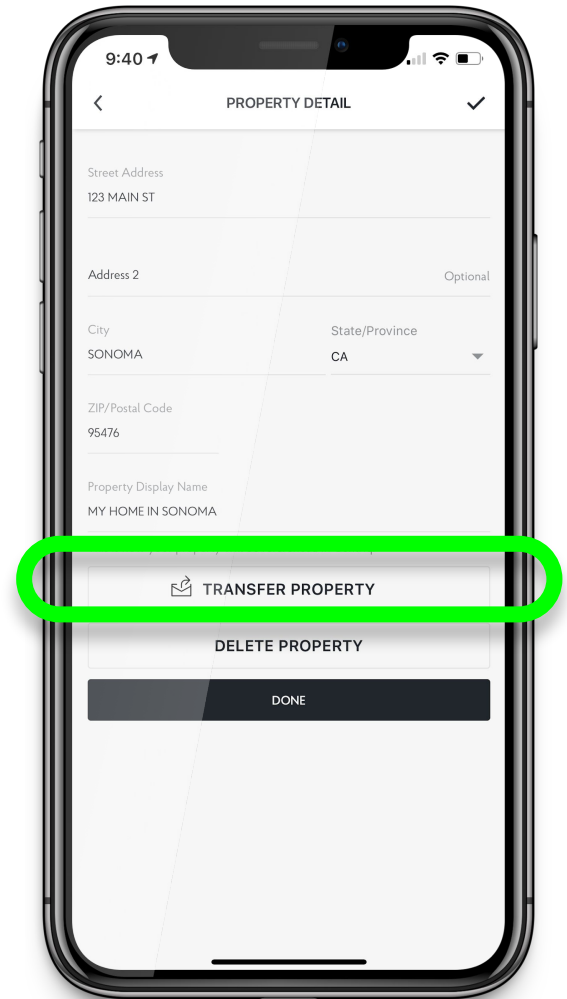 9:40
PROPERTY DETAIL
Street Address
123 MAIN ST
Address 2
Optional
City
State/Province
SONOMA
CA
ZIP/Postal Code
95476
Property Display Name
MY HOME IN SONOMA
TRANSFER PROPERTY
DELETE PROPERTY
DONE